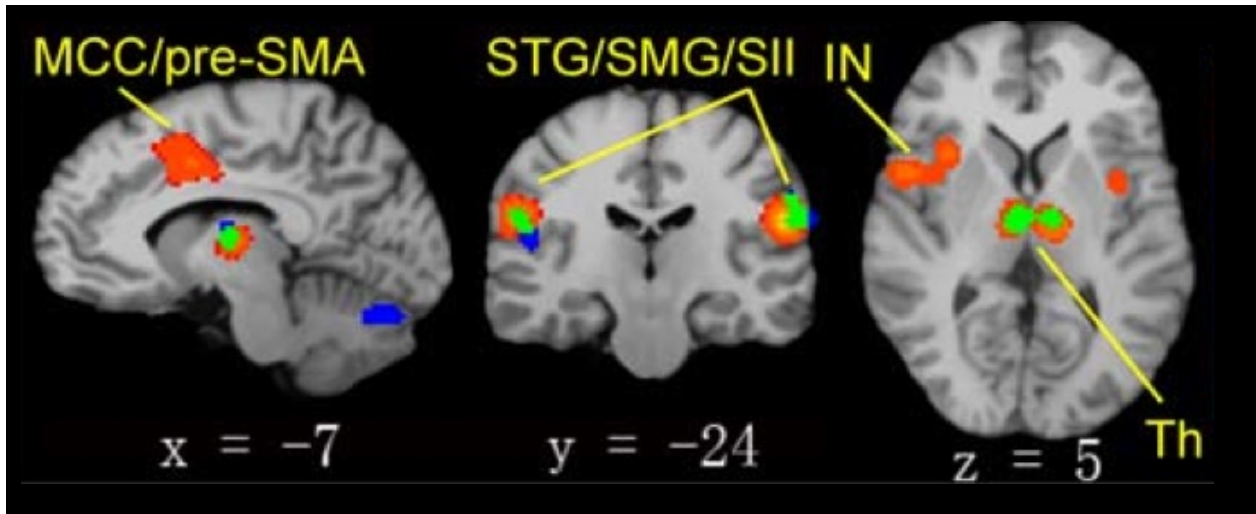 MCC/pre-SMA
STG/SMG/SII
IN
Th
x = -7
y = -24
z = 5